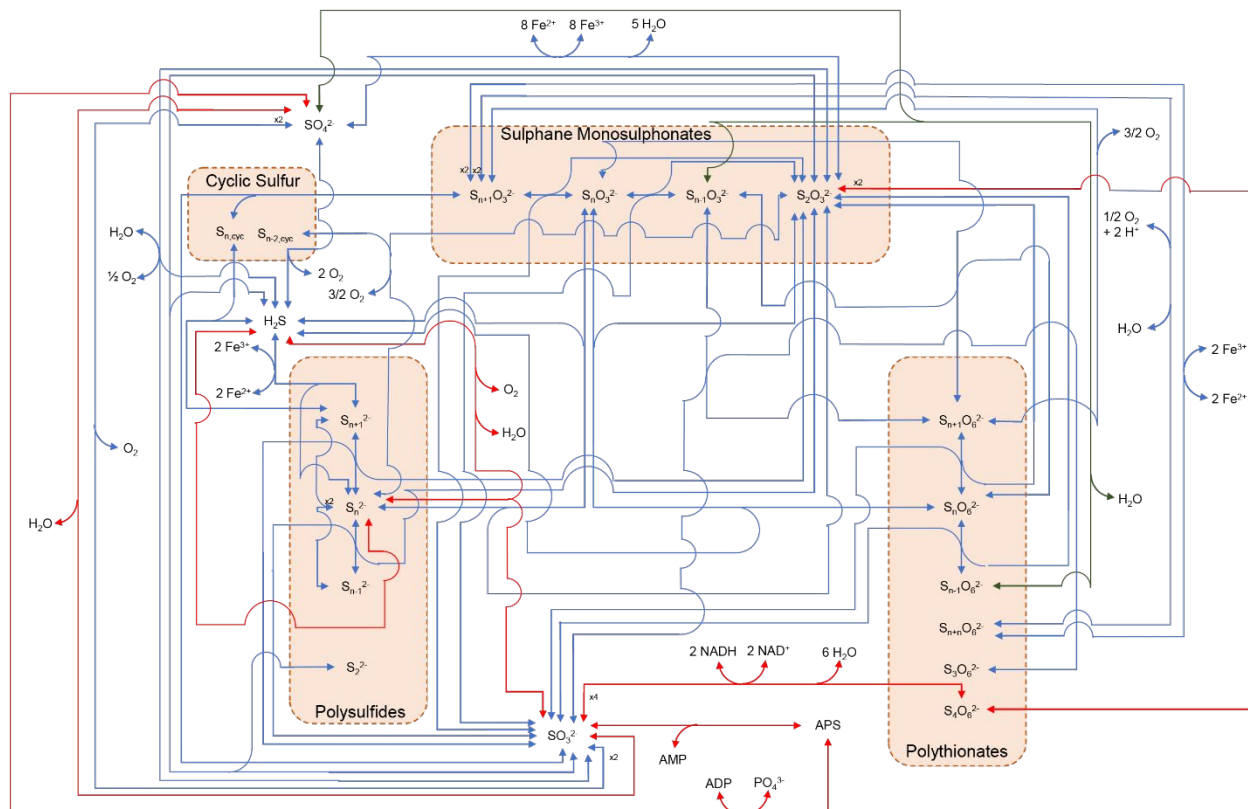 8 Fe²⁺ 8 Fe³⁺ 5 H₂O
x2
SO₄²⁻
Sulphane Monosulphonates
3/2 O₂
Cyclic Sulfur
x2 x2
Sₙ₊₁O₃²⁻ SₙO₃²⁻ Sₙ₋₁O₃²⁻ S₂O₃²⁻
x2
Sₙ,cyc Sₙ₋₂,cyc
H₂O
½ O₂
2 O₂
3/2 O₂
1/2 O₂
+ 2 H⁺
H₂S
H₂O
2 Fe³⁺
2 Fe²⁺
2 Fe³⁺
2 Fe²⁺
O₂
H₂O
Sₙ₊₁²⁻
Sₙ₊₁O₆²⁻
O₂
x2
Sₙ²⁻
SₙO₆²⁻
H₂O
H₂O
Sₙ₋₁²⁻
Sₙ₋₁O₆²⁻
Sₙ₊ₙO₆²⁻
S₂²⁻
2 NADH 2 NAD⁺ 6 H₂O
S₃O₆²⁻
x4
S₄O₆²⁻
Polysulfides
SO₃²⁻
APS
x2
AMP
Polythionates
ADP PO₄³⁻